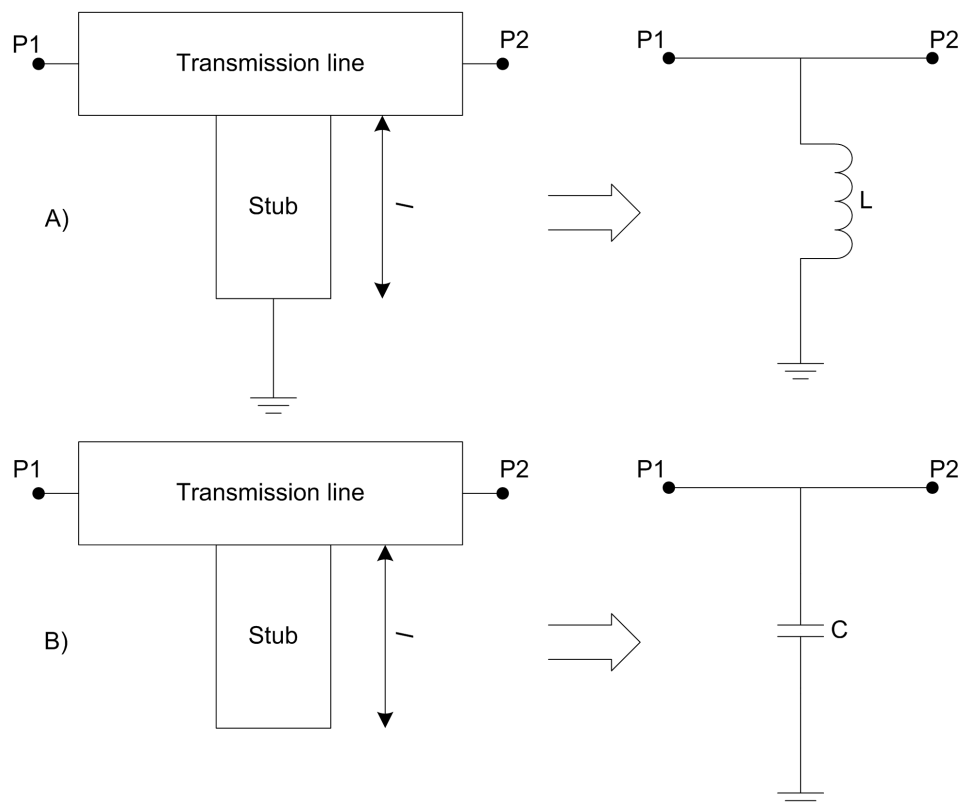 P1
Transmission line
P2
Stub
l
A)
P1
P2
L
P1
Transmission line
P2
Stub
l
B)
P1
P2
C